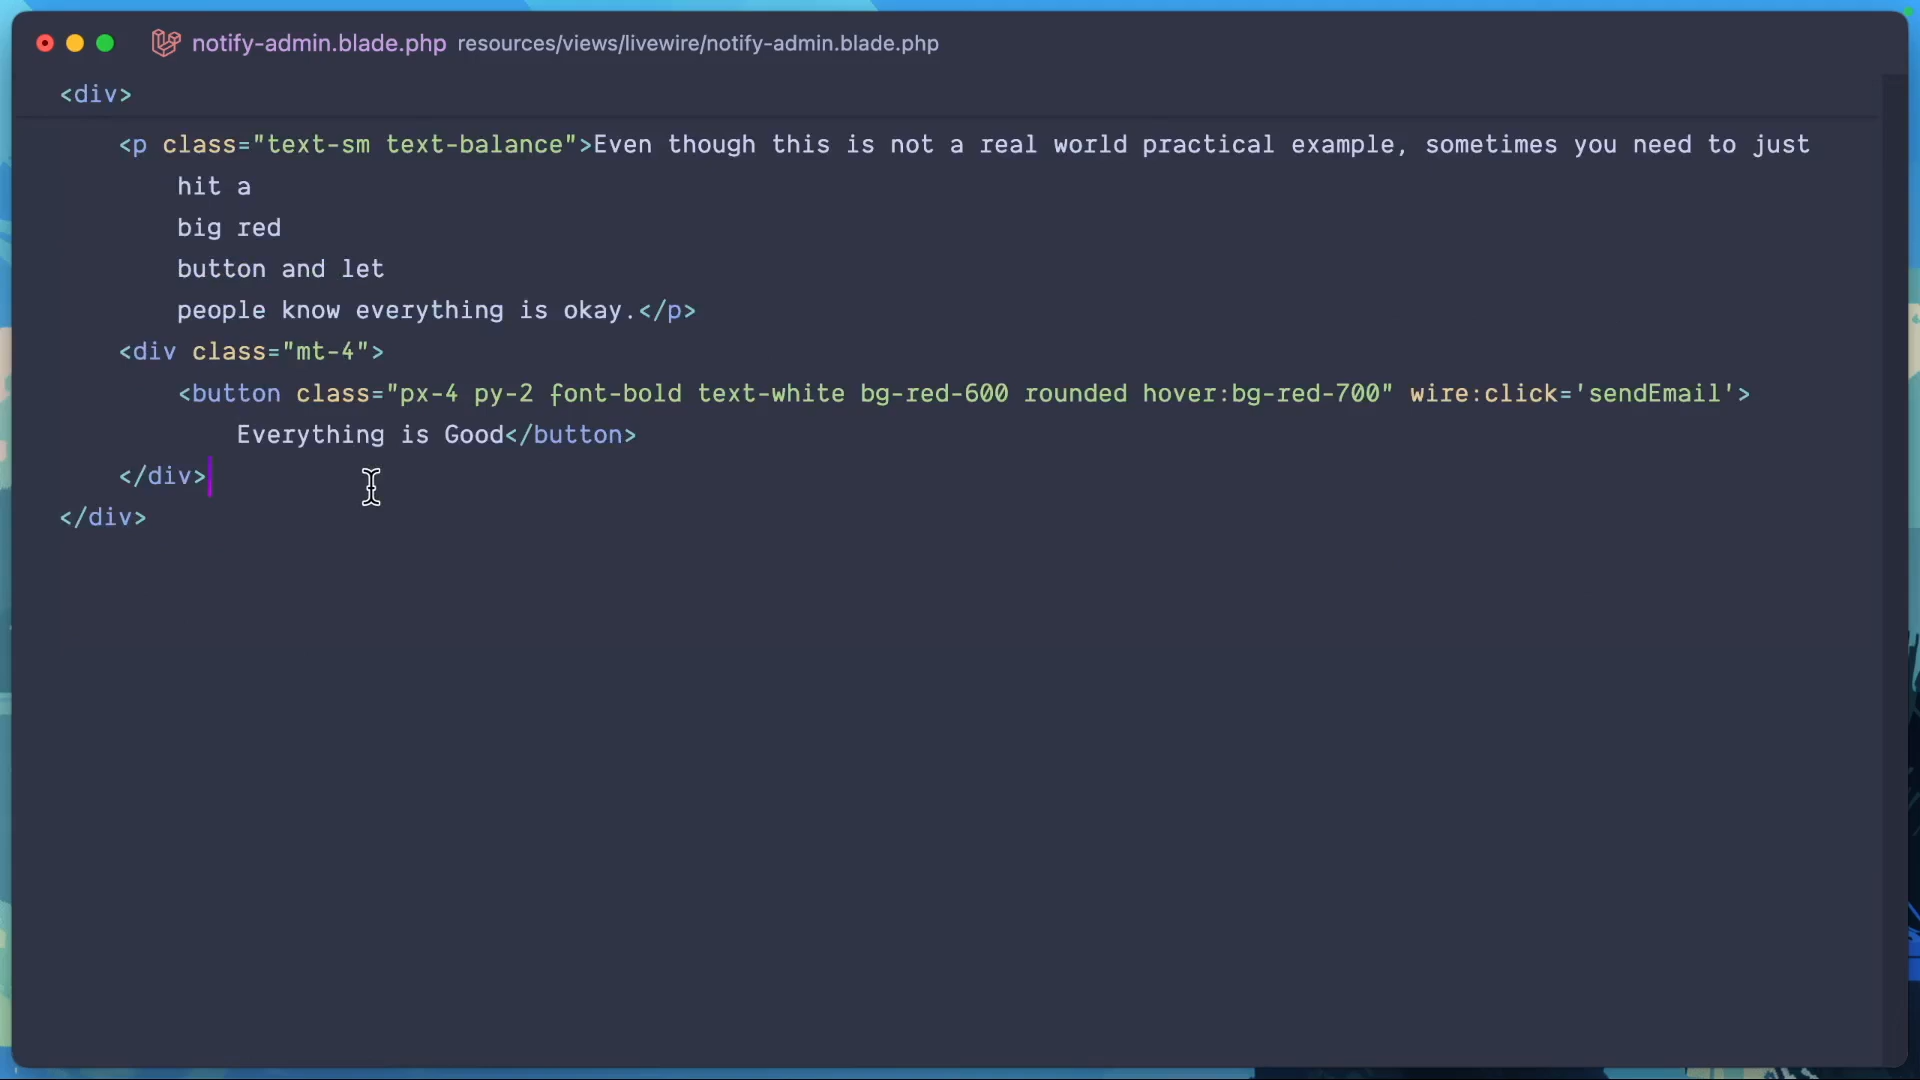 notify-admin.blade.php resources/views/livewire/notify-admin.blade.php
<div>
<p class="text-sm text-balance">Even though this is not a real world practical example, sometimes you need to just
hit a
big red
button and let
people know everything is okay.</p>
<div class="mt-4">
<button class="px-4 py-2 font-bold text-white bg-red-600 rounded hover:bg-red-700" wire:click='sendEmail'>
Everything is Good</button>
</div>
</div>